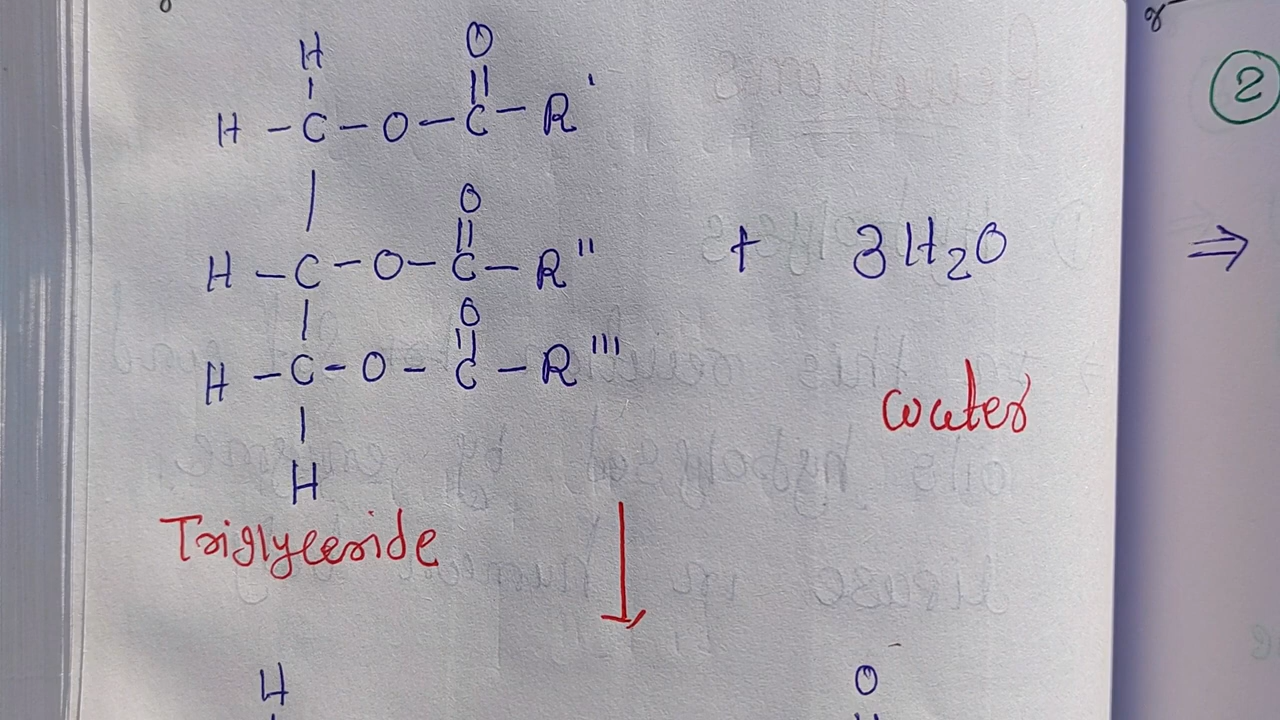 H
O
||
H - C - O - C - R'
|
O
||
H - C - O - C - R"
+ 3H₂O ⇒
|
O
||
H - C - O - C - R'''
|
H
water
Triglyceride
↓
H
O
2